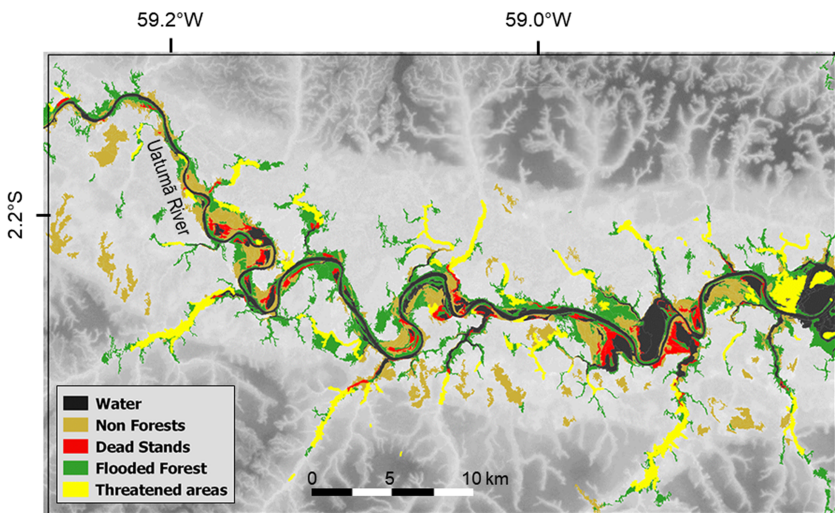 59.2°W 59.0°W
2.2°S
Uatumã River
Water
Non Forests
Dead Stands
Flooded Forest
Threatened areas
0 5 10 km